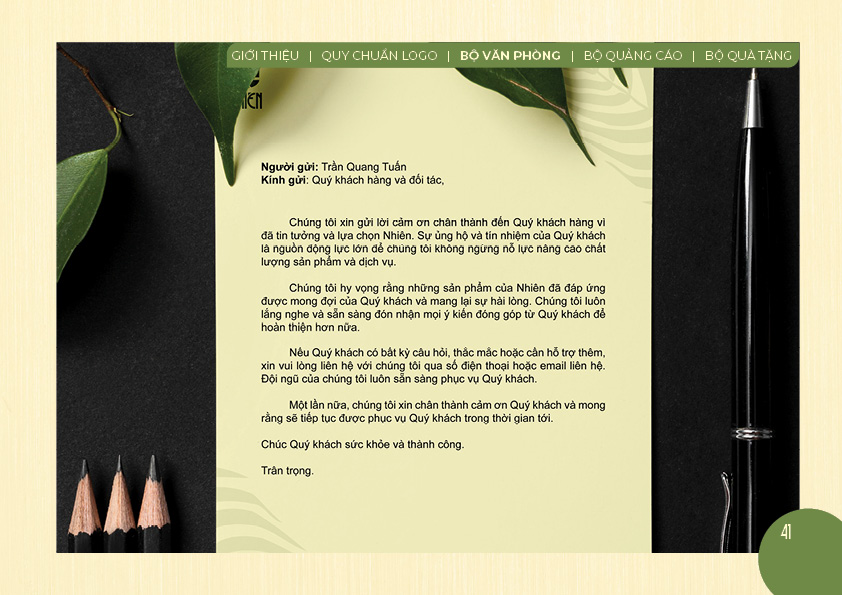 GIỚI THIỆU | QUY CHUẨN LOGO | BỘ VĂN PHÒNG | BỘ QUẢNG CÁO | BỘ QUÀ TẶNG
Người gửi: Trần Quang Tuấn
Kính gửi: Quý khách hàng và đối tác,
Chúng tôi xin gửi lời cảm ơn chân thành đến Quý khách hàng vì
đã tin tưởng và lựa chọn Nhiên. Sự ủng hộ và tín nhiệm của Quý khách
là nguồn động lực lớn để chúng tôi không ngừng nỗ lực nâng cao chất
lượng sản phẩm và dịch vụ.
Chúng tôi hy vọng rằng những sản phẩm của Nhiên đã đáp ứng
được mong đợi của Quý khách và mang lại sự hài lòng. Chúng tôi luôn
lắng nghe và sẵn sàng đón nhận mọi ý kiến đóng góp từ Quý khách để
hoàn thiện hơn nữa.
Nếu Quý khách có bất kỳ câu hỏi, thắc mắc hoặc cần hỗ trợ thêm,
xin vui lòng liên hệ với chúng tôi qua số điện thoại hoặc email liên hệ.
Đội ngũ của chúng tôi luôn sẵn sàng phục vụ Quý khách.
Một lần nữa, chúng tôi xin chân thành cảm ơn Quý khách và mong
rằng sẽ tiếp tục được phục vụ Quý khách trong thời gian tới.
Chúc Quý khách sức khỏe và thành công.
Trân trọng.
41